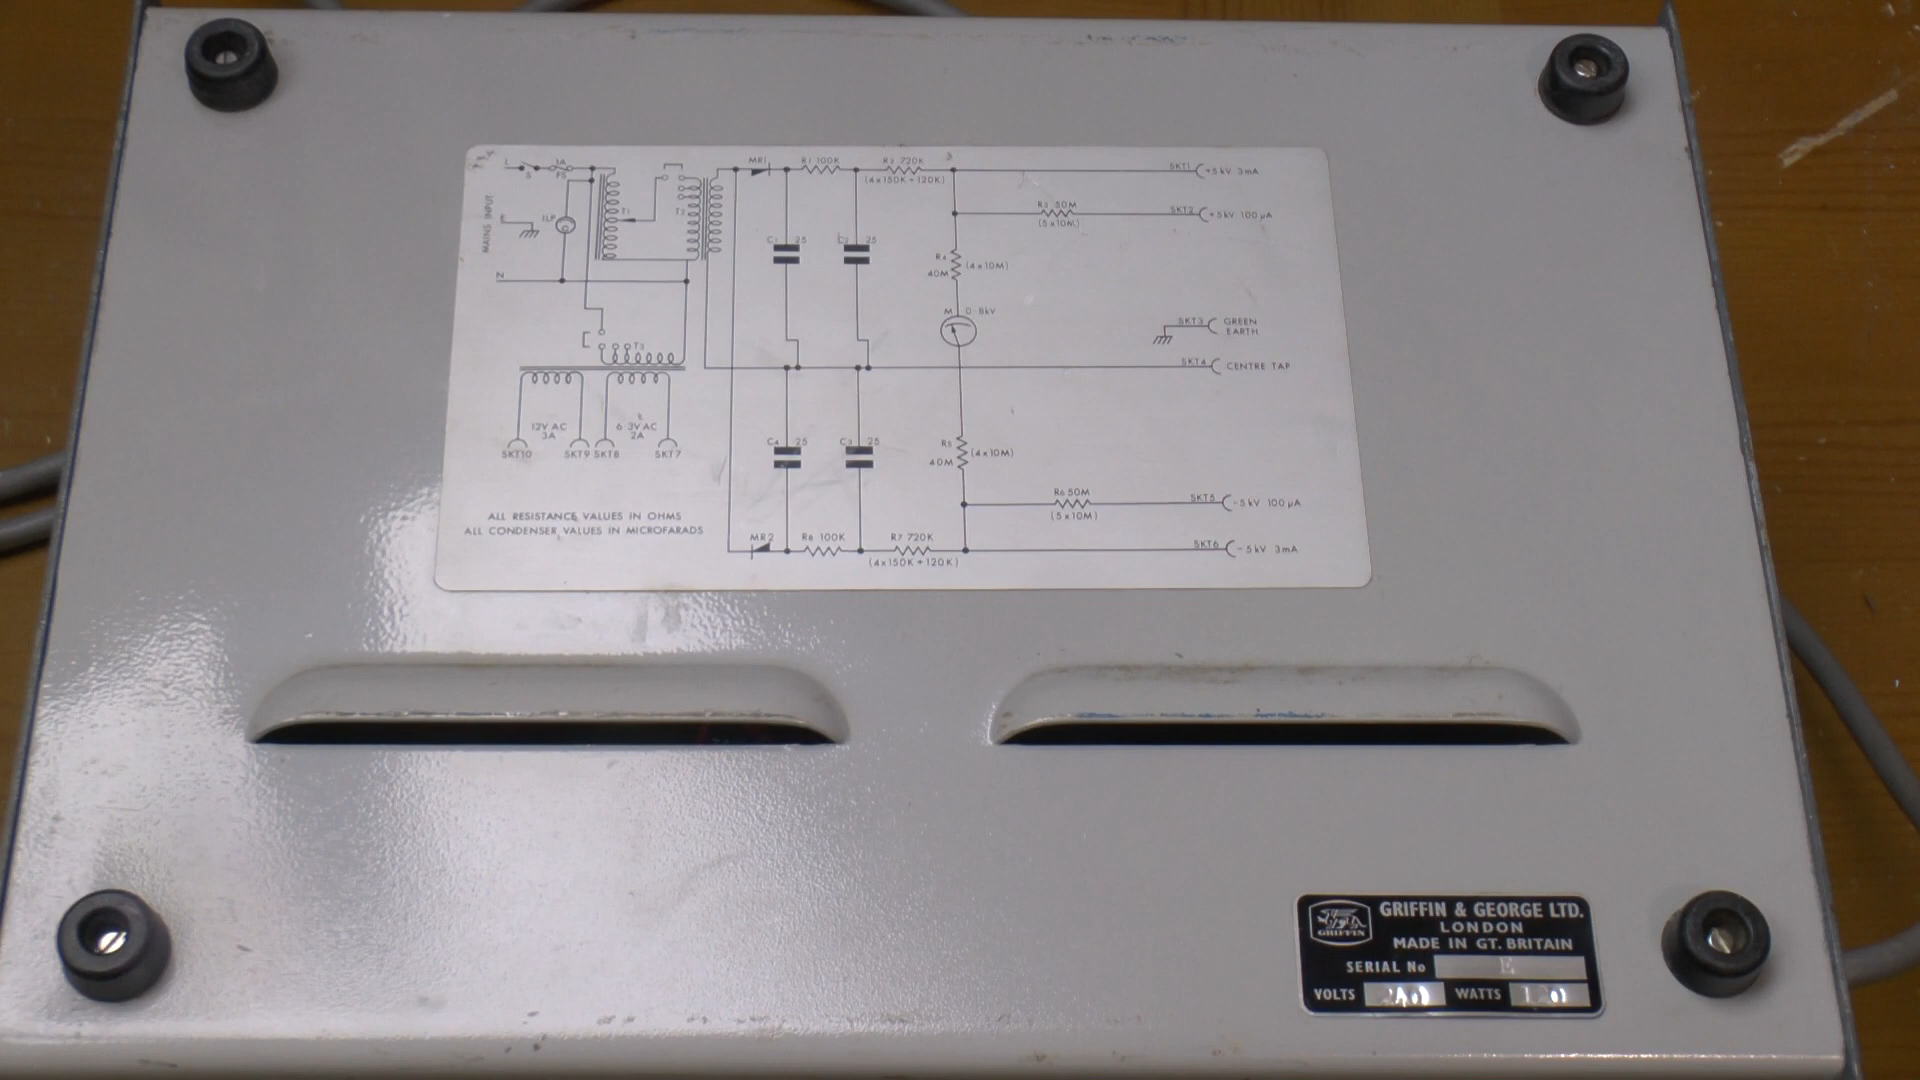 L
1A
S
FS
MAINS INPUT
E
ILP
N
T1
T2
T3
12V AC
3A
6·3V AC
2A
SKT10
SKT9
SKT8
SKT7
ALL RESISTANCE VALUES IN OHMS
ALL CONDENSER VALUES IN MICROFARADS
MR1
R1 100K
R2 720K
(4x150K+120K)
SKT1
+5kV 3mA
R3 50M
(5x10M)
SKT2
+5kV 100μA
C1
·25
C2
·25
R4
40M
(4x10M)
M
0-8kV
SKT3
GREEN
EARTH
SKT4
CENTRE TAP
C4
·25
C3
·25
R5
40M
(4x10M)
R6 50M
(5x10M)
SKT5
-5kV 100μA
MR2
R8 100K
R7 720K
(4x150K+120K)
SKT6
-5kV 3mA
GRIFFIN
GRIFFIN & GEORGE LTD.
LONDON
MADE IN GT. BRITAIN
SERIAL No E
VOLTS 240 WATTS